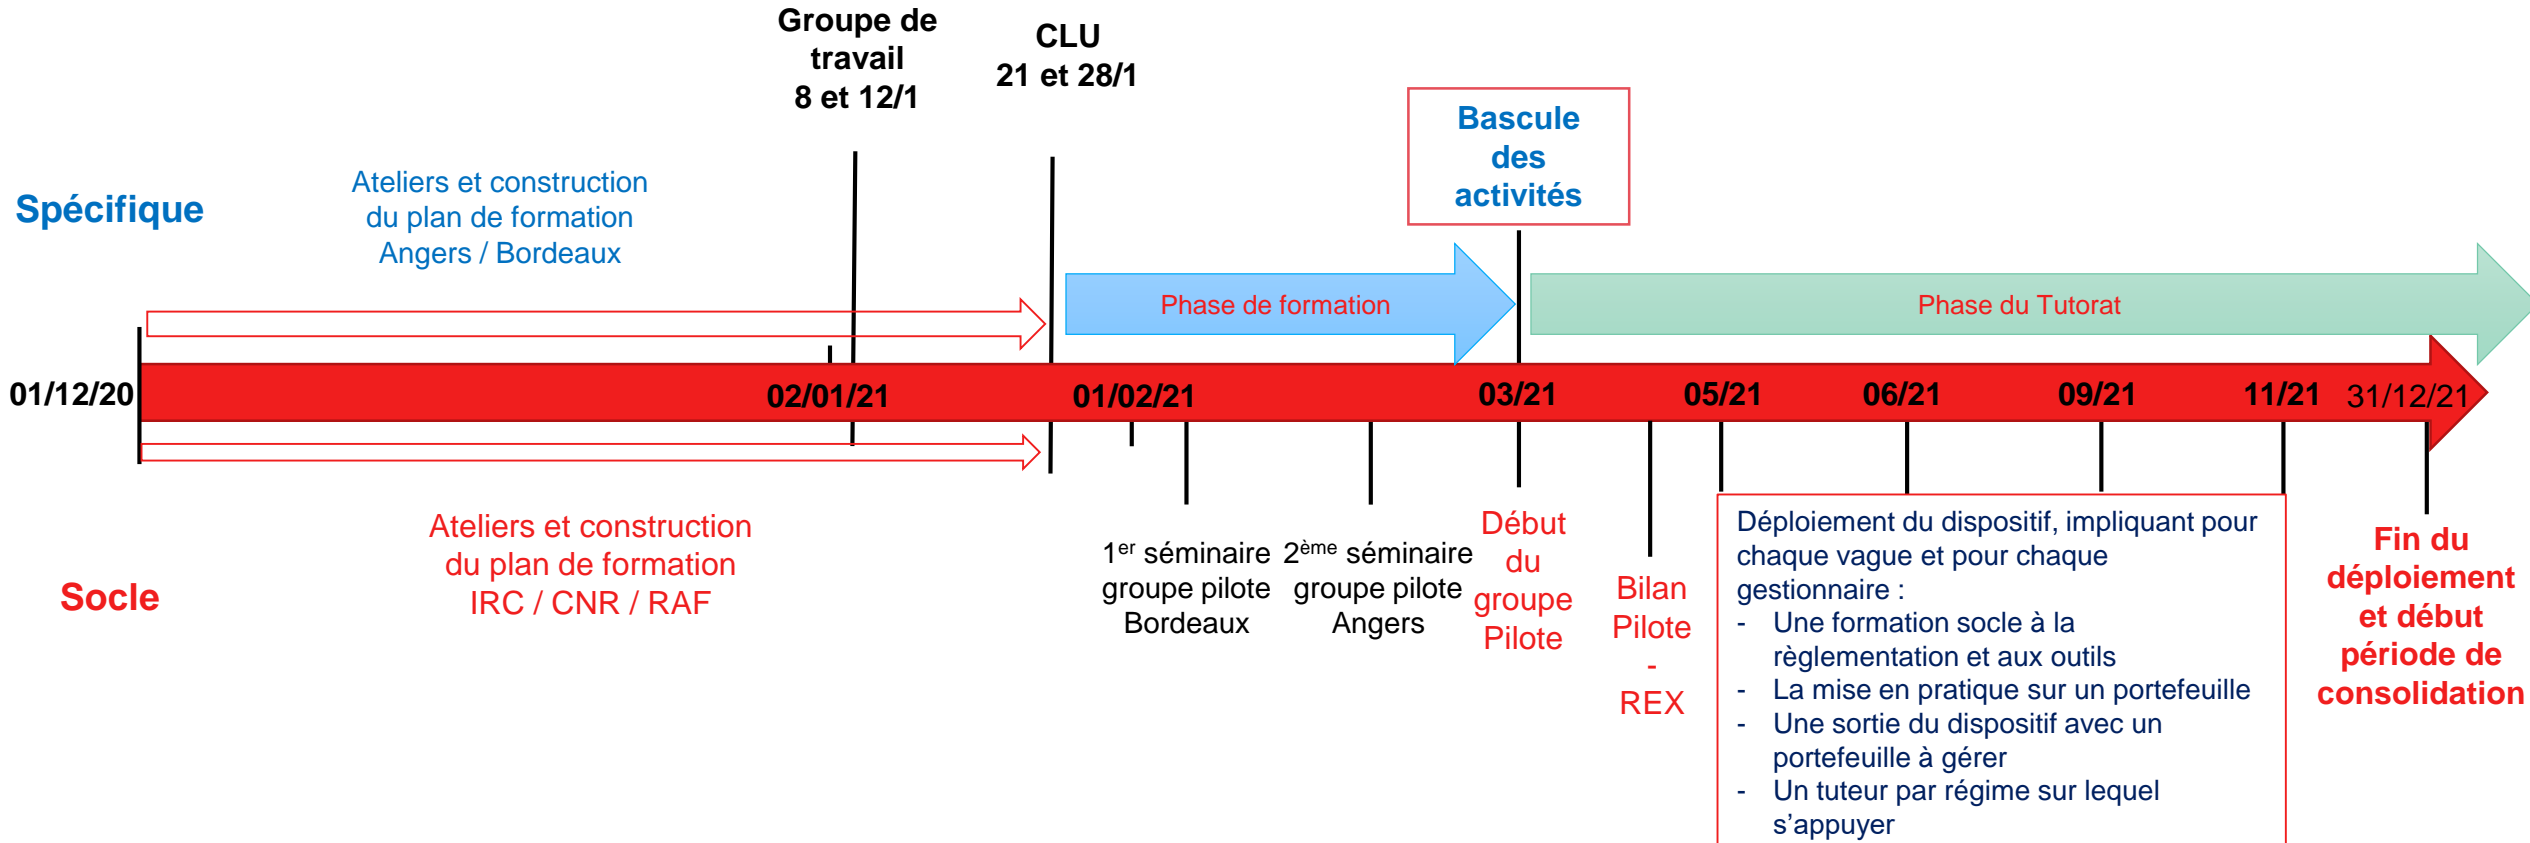 Groupe de
travail
8 et 12/1
CLU
21 et 28/1
Bascule
des
activités
Spécifique
Ateliers et construction
du plan de formation
Angers / Bordeaux
Phase de formation
Phase du Tutorat
01/12/20
02/01/21
01/02/21
03/21
05/21
06/21
09/21
11/21
31/12/21
Socle
Ateliers et construction
du plan de formation
IRC / CNR / RAF
1er séminaire
groupe pilote
Bordeaux
2ème séminaire
groupe pilote
Angers
Début
du
groupe
Pilote
Bilan
Pilote
-
REX
Déploiement du dispositif, impliquant pour
chaque vague et pour chaque
gestionnaire :
- Une formation socle à la
règlementation et aux outils
- La mise en pratique sur un portefeuille
- Une sortie du dispositif avec un
portefeuille à gérer
- Un tuteur par régime sur lequel
s’appuyer
Fin du
déploiement
et début
période de
consolidation